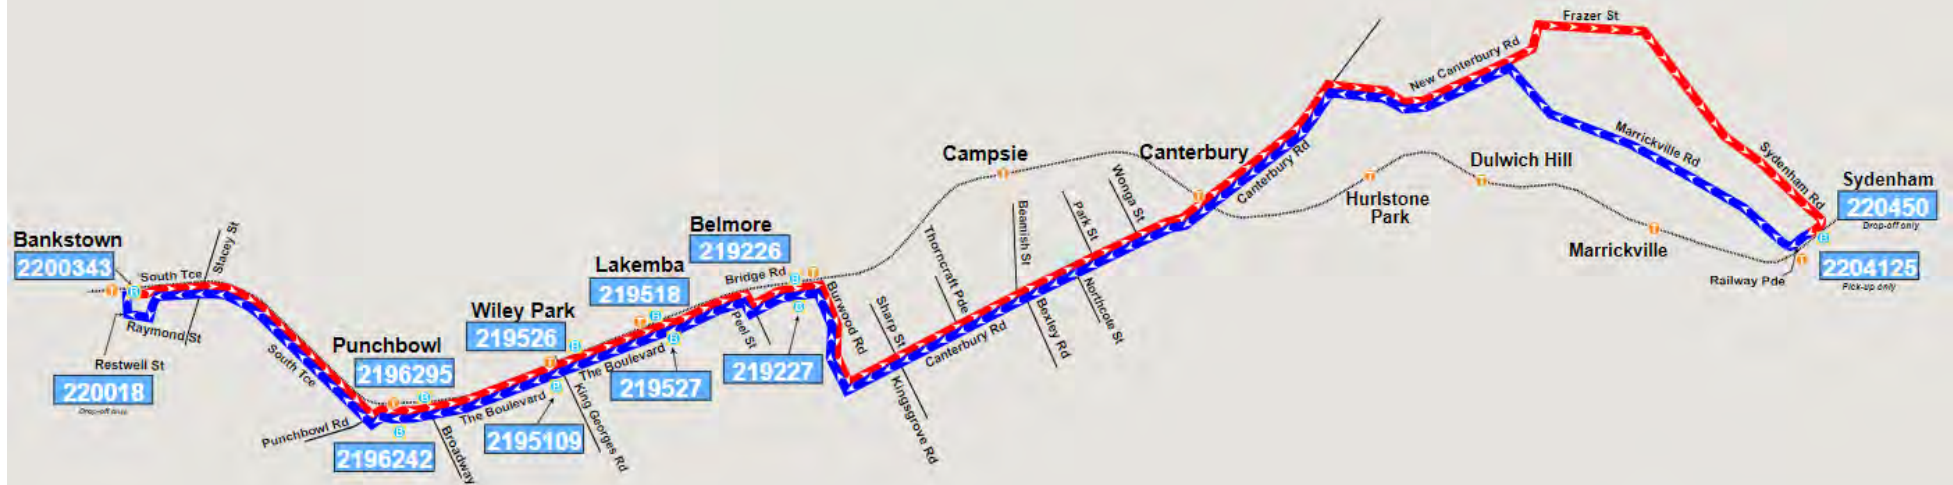 Frazer St
New Canterbury Rd
Marrickville Rd
Sydenham Rd
Sydenham
220450
Drop-off only
2204125
Pick-up only
Railway Pde
Marrickville
Dulwich Hill
Hurlstone
Park
Canterbury
Canterbury Rd
Campsie
Wonga St
Park St
Beamish St
Thorncraft Pde
Sharp St
Northcote St
Bexley Rd
Canterbury Rd
Kingsgrove Rd
Burwood Rd
Belmore
219226
Bridge Rd
219227
Peel St
Lakemba
219518
219527
The Boulevard
Wiley Park
219526
King Georges Rd
2195109
The Boulevard
Broadway
Punchbowl
2196295
2196242
Punchbowl Rd
South Tce
Stacey St
South Tce
Bankstown
2200343
Raymond St
Restwell St
220018
Drop-off only
T
T
T
T
T
T
T
T
T
T
T
B
B
B
B
B
B
B
B
B
R